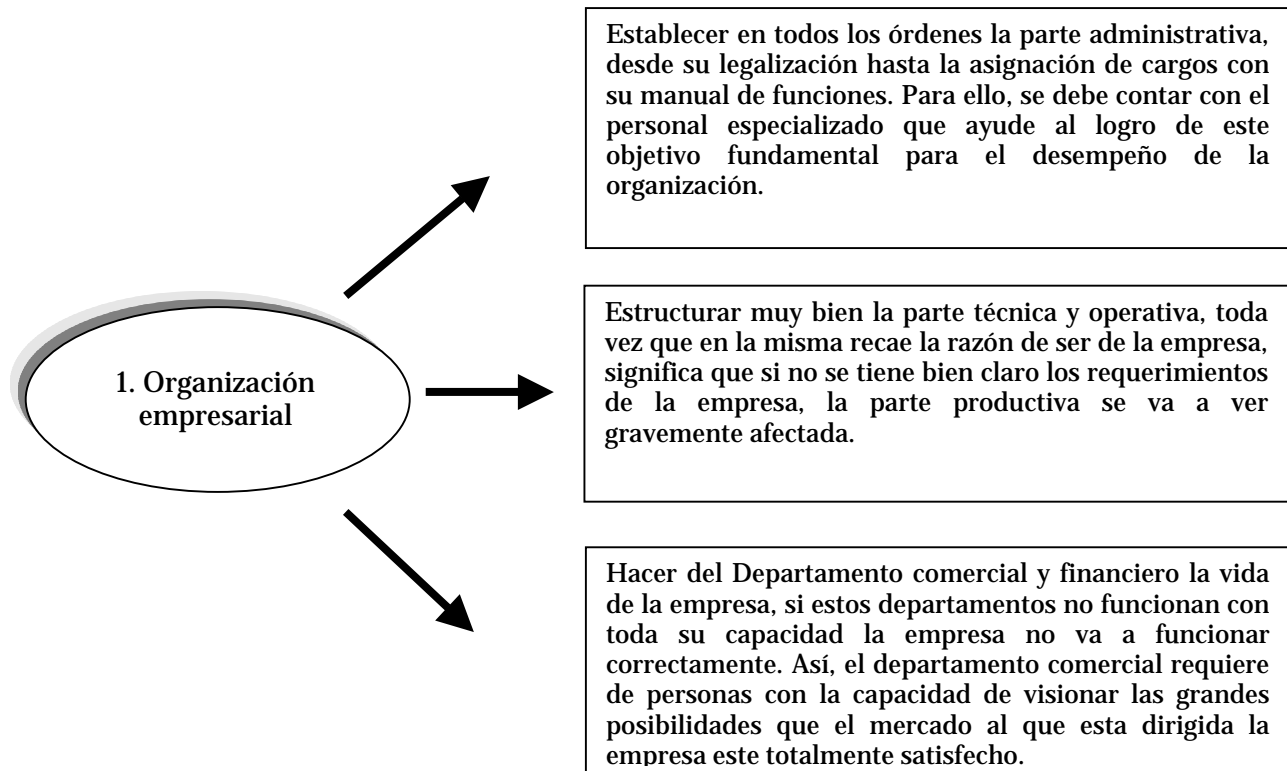 Establecer en todos los órdenes la parte administrativa,
desde su legalización hasta la asignación de cargos con
su manual de funciones. Para ello, se debe contar con el
personal especializado que ayude al logro de este
objetivo fundamental para el desempeño de la
organización.
1. Organización
empresarial
Estructurar muy bien la parte técnica y operativa, toda
vez que en la misma recae la razón de ser de la empresa,
significa que si no se tiene bien claro los requerimientos
de la empresa, la parte productiva se va a ver
gravemente afectada.
Hacer del Departamento comercial y financiero la vida
de la empresa, si estos departamentos no funcionan con
toda su capacidad la empresa no va a funcionar
correctamente. Así, el departamento comercial requiere
de personas con la capacidad de visionar las grandes
posibilidades que el mercado al que esta dirigida la
empresa este totalmente satisfecho.